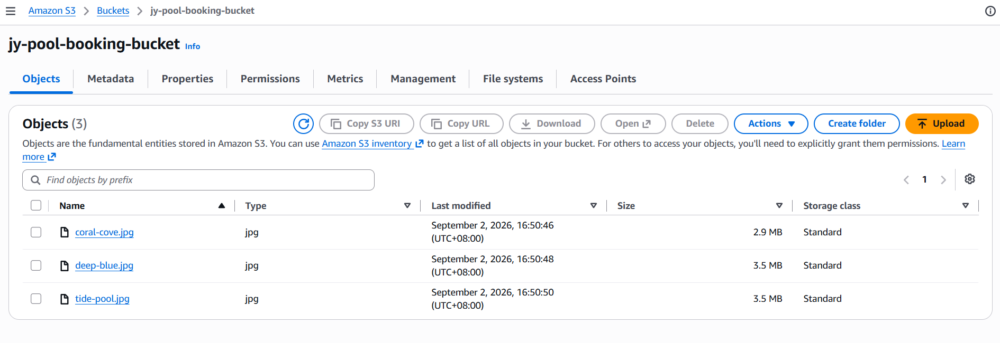 Amazon S3 > Buckets > jy-pool-booking-bucket
jy-pool-booking-bucket Info
Objects Metadata Properties Permissions Metrics Management File systems Access Points
Objects (3) Copy S3 URI Copy URL Download Open Delete Actions Create folder Upload
Objects are the fundamental entities stored in Amazon S3. You can use Amazon S3 inventory to get a list of all objects in your bucket. For others to access your objects, you'll need to explicitly grant them permissions. Learn
more
Find objects by prefix
1
Name Type Last modified Size Storage class
coral-cove.jpg jpg September 2, 2026, 16:50:46 2.9 MB Standard
(UTC+08:00)
deep-blue.jpg jpg September 2, 2026, 16:50:48 3.5 MB Standard
(UTC+08:00)
tide-pool.jpg jpg September 2, 2026, 16:50:50 3.5 MB Standard
(UTC+08:00)